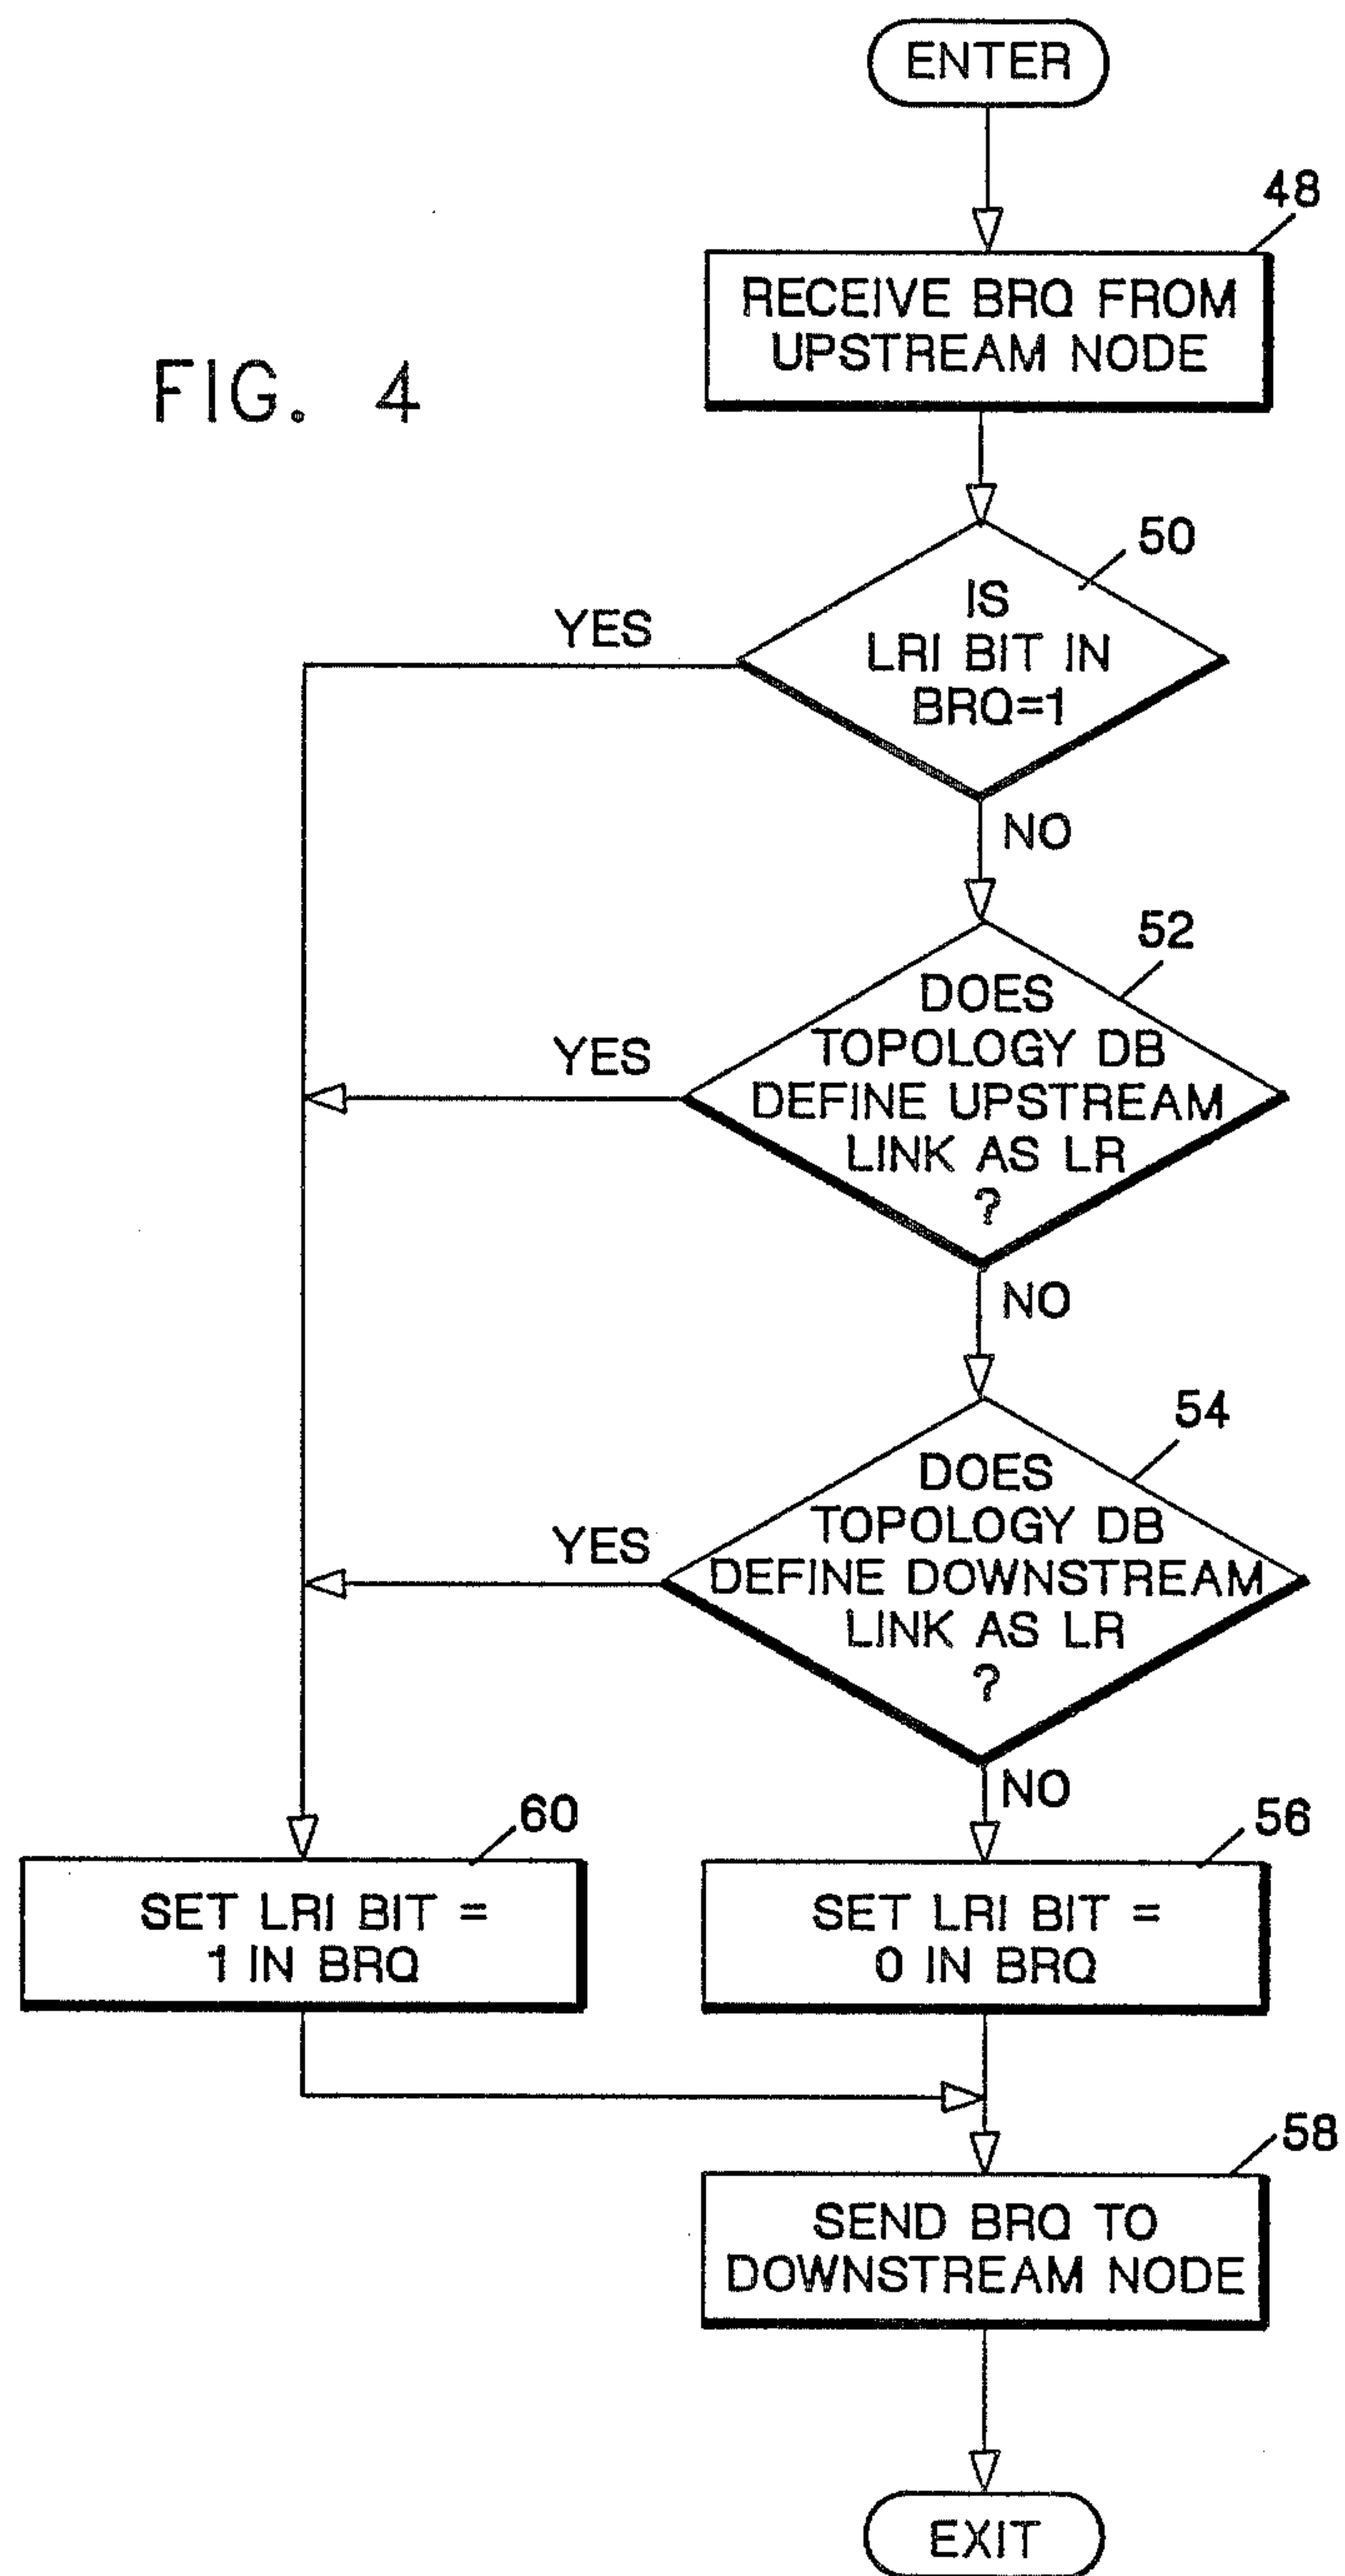 ENTER
48
RECEIVE BRQ FROM
UPSTREAM NODE
FIG. 4
50
IS
LRI BIT IN
BRQ=1
YES
NO
52
DOES
TOPOLOGY DB
DEFINE UPSTREAM
LINK AS LR
?
YES
NO
54
DOES
TOPOLOGY DB
DEFINE DOWNSTREAM
LINK AS LR
?
YES
NO
60
SET LRI BIT =
1 IN BRQ
56
SET LRI BIT =
0 IN BRQ
58
SEND BRQ TO
DOWNSTREAM NODE
EXIT